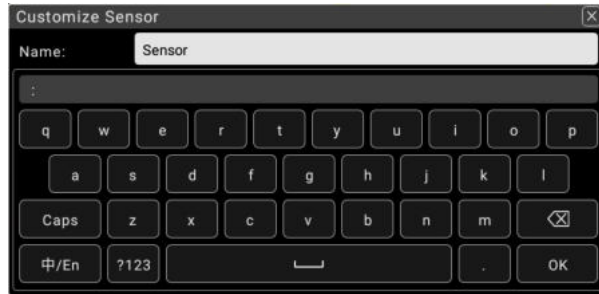 Customize Sensor
Name: Sensor
:
q w e r t y u i o p
a s d f g h j k l
Caps z x c v b n m
中/En ?123 . OK